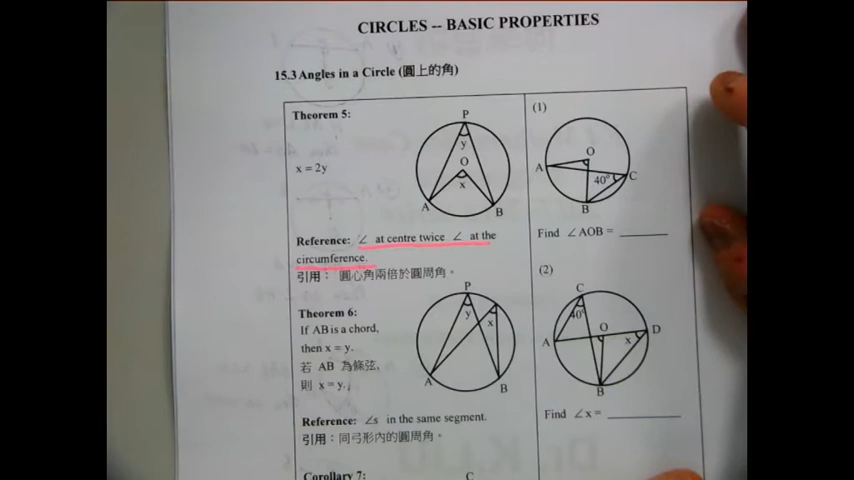 CIRCLES -- BASIC PROPERTIES
15.3 Angles in a Circle (圓上的角)
Theorem 5:
x = 2y
P
y
O
x
A
B
Reference: ∠ at centre twice ∠ at the
circumference.
引用： 圓心角兩倍於圓周角。
(1)
O
A
40°
C
B
Find ∠AOB =
Theorem 6:
If AB is a chord,
then x = y.
若 AB 為條弦,
則 x = y.
P
y
x
A
B
Reference: ∠s in the same segment.
引用：同弓形內的圓周角。
(2)
C
40°
O
D
A
x
B
Find ∠x =
Corollary 7:
C